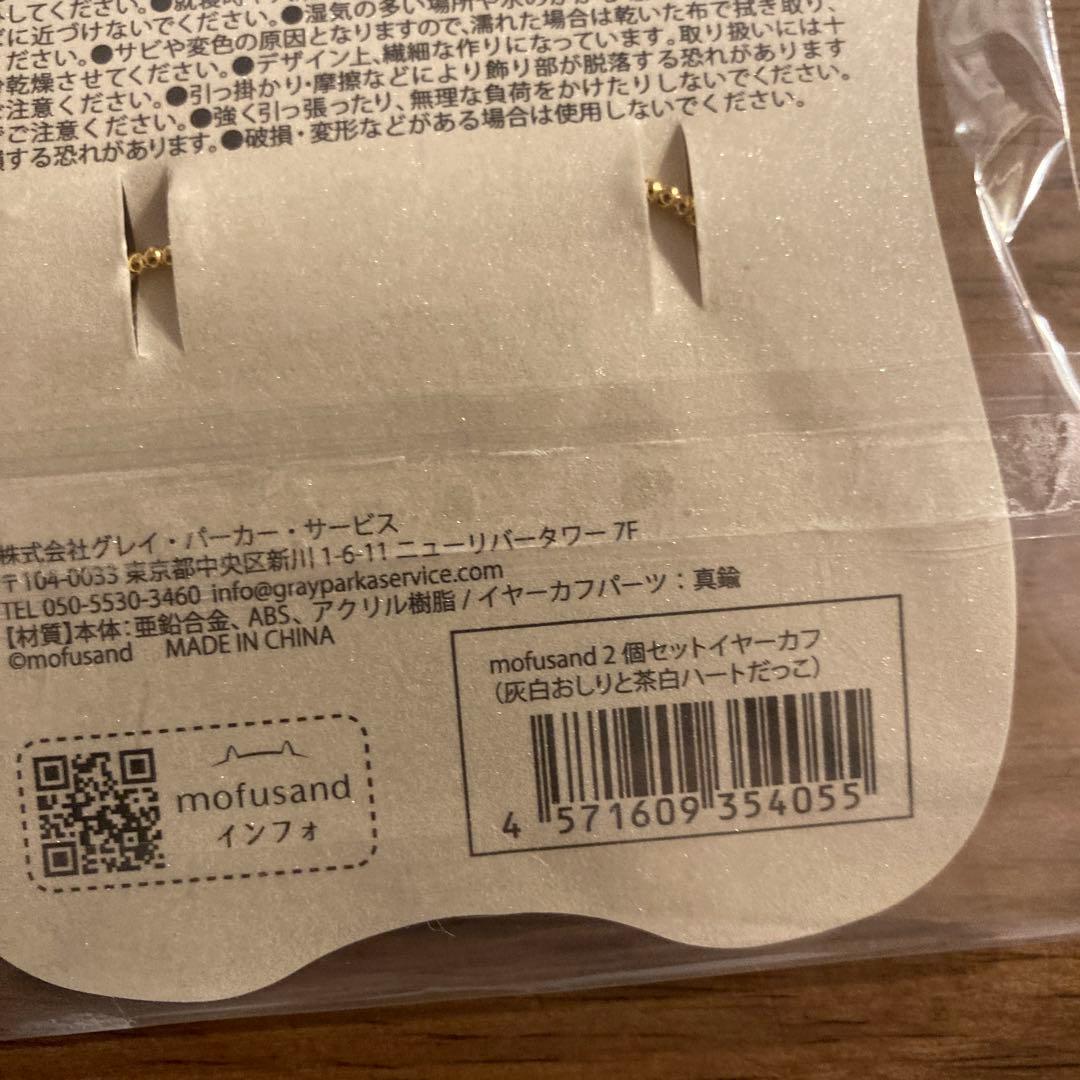 してください。●就寝時や
どに近づけないでください。●湿気の多い場所や水の
ください。●サビや変色の原因となりますので、濡れた場合は乾いた布で拭き取り、
分乾燥させてください。●デザイン上、繊細な作りになっています。取り扱いには十
ご注意ください。●引っ掛かり・摩擦などにより飾り部が脱落する恐れがあります
でご注意ください。●強く引っ張ったり、無理な負荷をかけたりしないでください。
損する恐れがあります。●破損・変形などがある場合は使用しないでください。
株式会社グレイ・パーカー・サービス
〒104-0033 東京都中央区新川 1-6-11 ニューリバータワー 7F
TEL 050-5530-3460 info@grayparkaservice.com
【材質】本体：亜鉛合金、ABS、アクリル樹脂 / イヤーカフパーツ：真鍮
©mofusand MADE IN CHINA
mofusand 2 個セットイヤーカフ
（灰白おしりと茶白ハートだっこ）
4 571609 354055
mofusand
インフォ